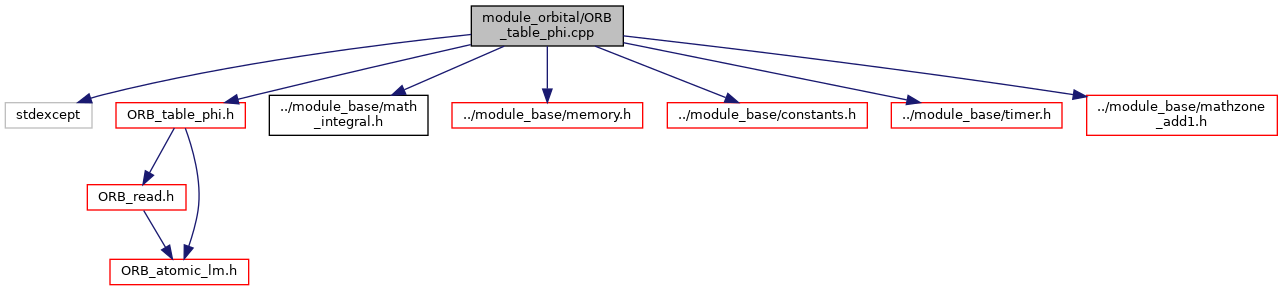 module_orbital/ORB
_table_phi.cpp
stdexcept
ORB_table_phi.h
../module_base/math
_integral.h
../module_base/memory.h
../module_base/constants.h
../module_base/timer.h
../module_base/mathzone
_add1.h
ORB_read.h
ORB_atomic_lm.h